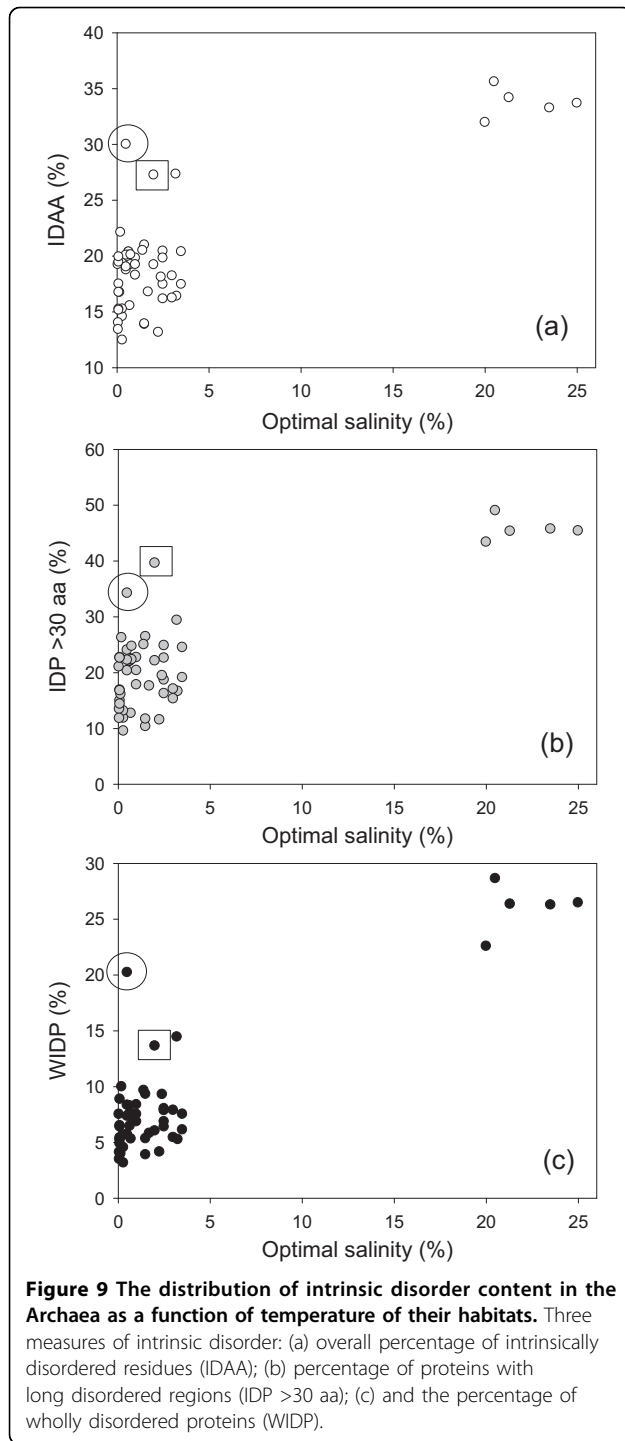 40
35
30
25
20
15
10
IDAA (%)
(a)
0 5 10 15 20 25
Optimal salinity (%)
60
50
40
30
20
10
0
IDP >30 aa (%)
(b)
0 5 10 15 20 25
Optimal salinity (%)
30
25
20
15
10
5
0
WIDP (%)
(c)
0 5 10 15 20 25
Optimal salinity (%)
Figure 9 The distribution of intrinsic disorder content in the
Archaea as a function of temperature of their habitats. Three
measures of intrinsic disorder: (a) overall percentage of intrinsically
disordered residues (IDAA); (b) percentage of proteins with
long disordered regions (IDP >30 aa); (c) and the percentage of
wholly disordered proteins (WIDP).